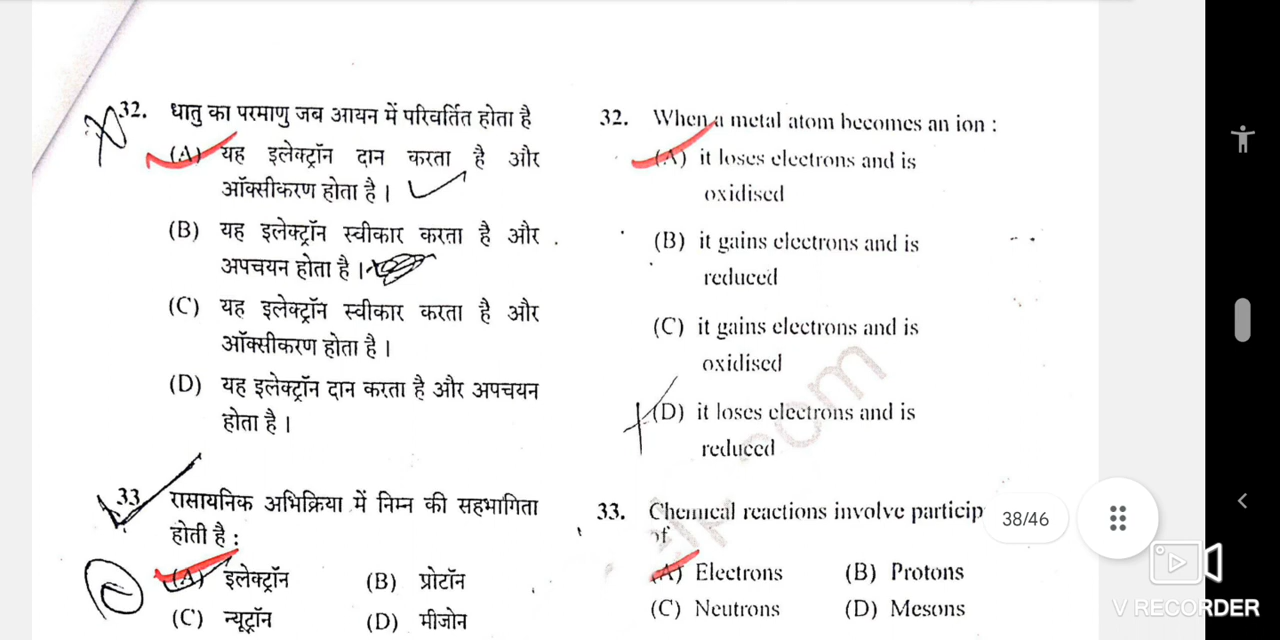 32. धातु का परमाणु जब आयन में परिवर्तित होता है
(A) यह इलेक्ट्रॉन दान करता है और
ऑक्सीकरण होता है।
(B) यह इलेक्ट्रॉन स्वीकार करता है और
अपचयन होता है।
(C) यह इलेक्ट्रॉन स्वीकार करता है और
ऑक्सीकरण होता है।
(D) यह इलेक्ट्रॉन दान करता है और अपचयन
होता है।
33 रासायनिक अभिक्रिया में निम्न की सहभागिता
होती है :
(A) इलेक्ट्रॉन (B) प्रोटॉन
(C) न्यूट्रॉन (D) मीजोन
32. When a metal atom becomes an ion :
(A) it loses electrons and is
oxidised
(B) it gains electrons and is
reduced
(C) it gains electrons and is
oxidised
(D) it loses electrons and is
reduced
33. Chemical reactions involve particip
of
(A) Electrons (B) Protons
(C) Neutrons (D) Mesons
38/46
V RECORDER